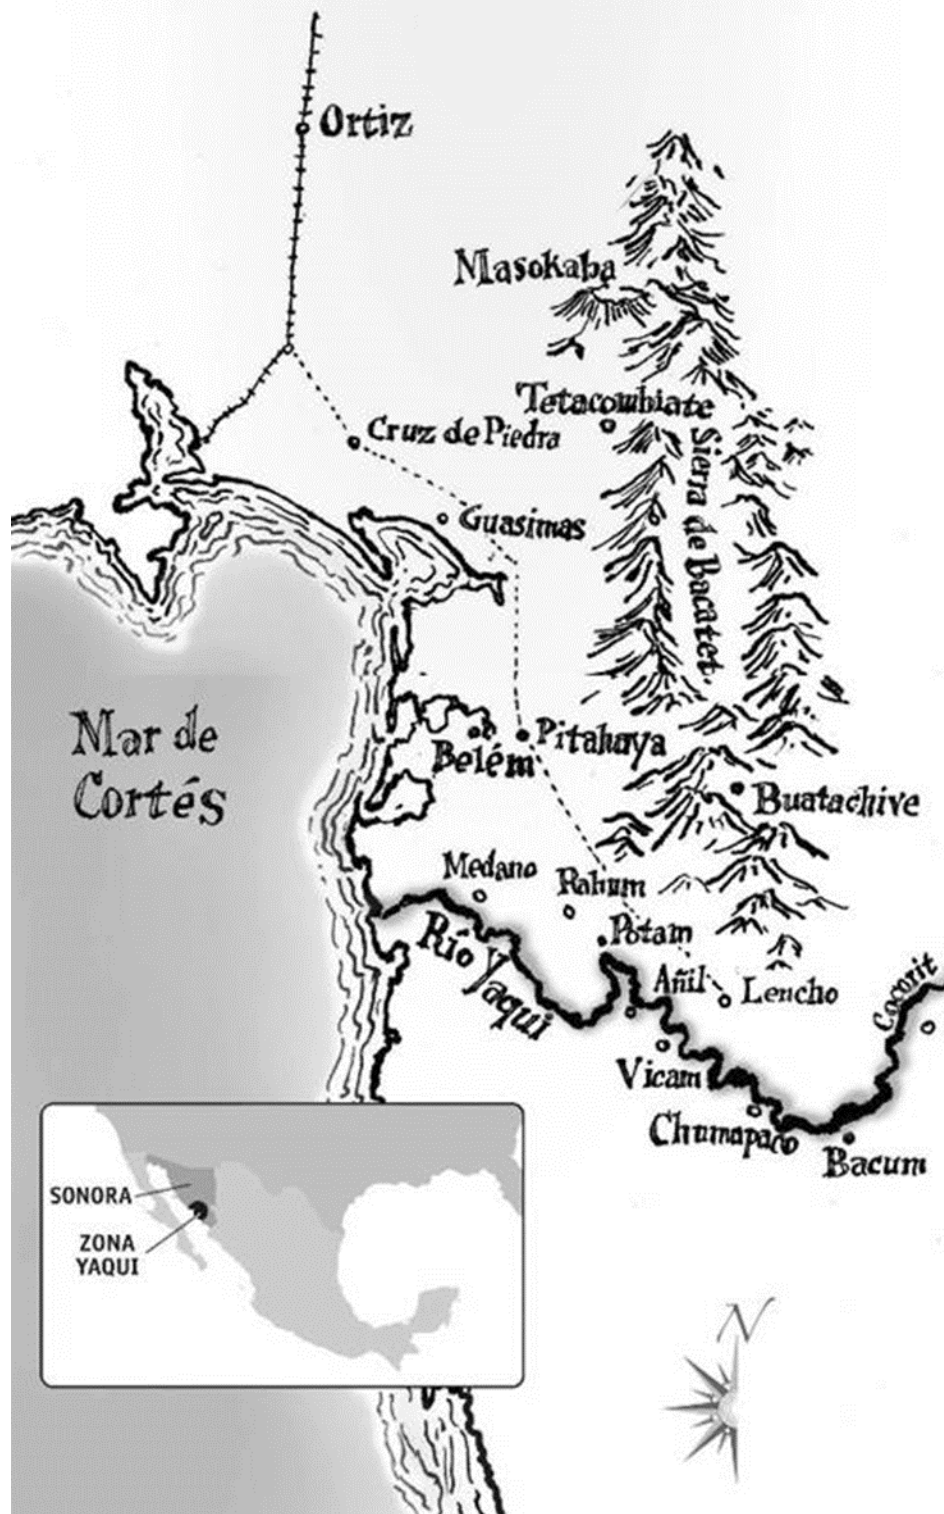 Ortiz
Masokaba
Tetacombiate
Cruz de Piedra
Guasimas
Sierra de Bacatet.
Mar de
Cortés
Belém
Pitahaya
Buatachive
Medano
Rahum
Potam
Río Yaqui
Añil
Lencho
Cocorit
Vicam
Chumapaco
Bacum
SONORA
ZONA
YAQUI
N